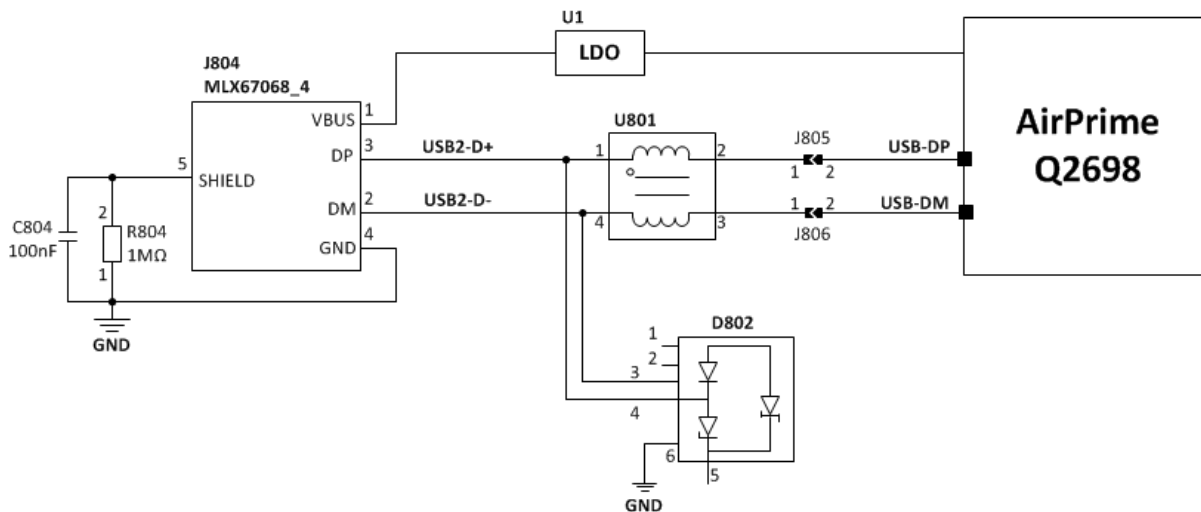 U1
LDO
J804
MLX67068_4
VBUS
1
DP
3
DM
2
GND
4
5
SHIELD
C804
100nF
2
R804
1MΩ
1
GND
USB2-D+
USB2-D-
U801
1
2
4
3
J805
1 2
USB-DP
1 2
J806
USB-DM
AirPrime
Q2698
D802
1
2
3
4
6
5
GND